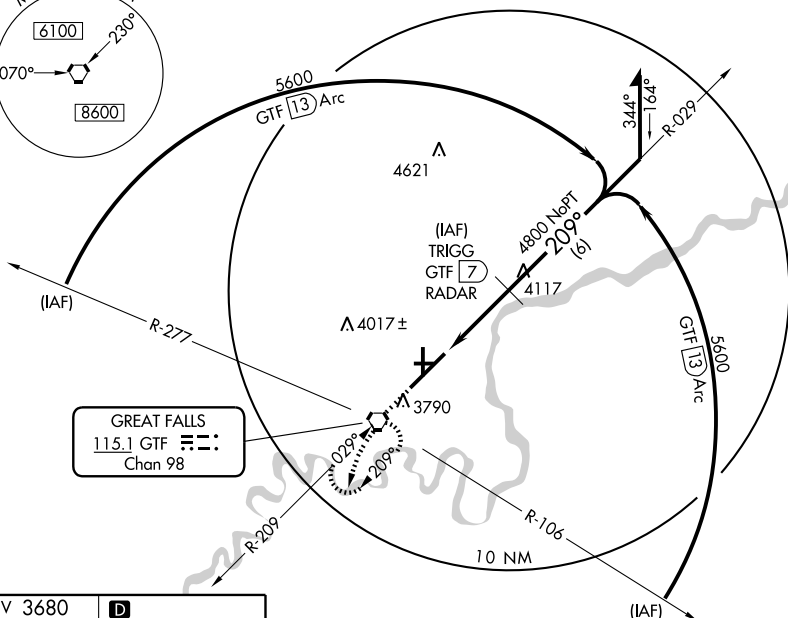 M
6100
230°
070°
8600
5600
GTF 13 Arc
344°
164°
R-029
4621
4800 NoPT
209°
(6)
(IAF)
TRIGG
GTF 7
RADAR
4117
(IAF)
R-277
4017±
GTF 13 Arc
5600
3790
GREAT FALLS
115.1 GTF
Chan 98
029°
209°
R-209
R-106
10 NM
(IAF)
V 3680
D